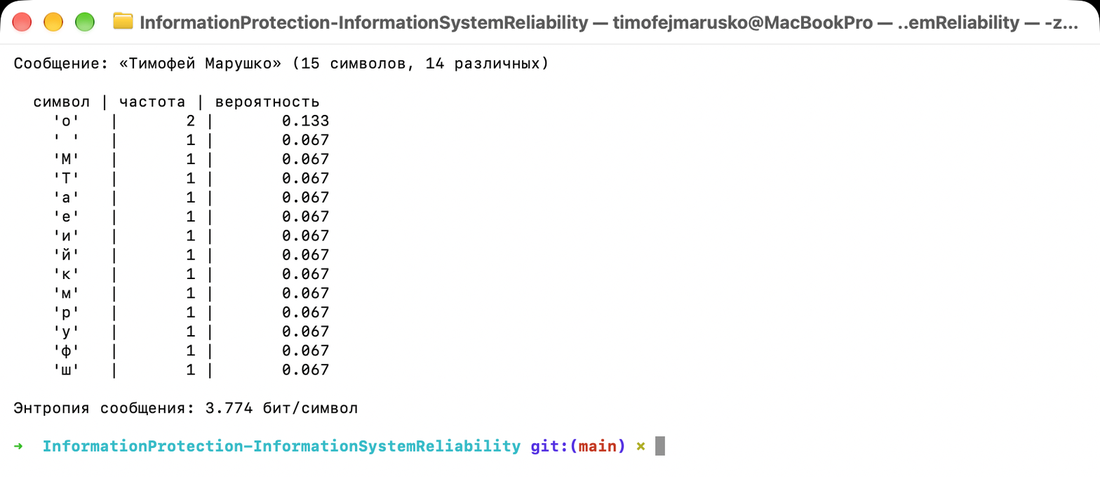 InformationProtection-InformationSystemReliability — timofejmarusko@MacBookPro — ..emReliability — -z...
Сообщение: «Тимофей Марушко» (15 символов, 14 различных)
символ | частота | вероятность
'о' | 2 | 0.133
' ' | 1 | 0.067
'М' | 1 | 0.067
'Т' | 1 | 0.067
'а' | 1 | 0.067
'е' | 1 | 0.067
'и' | 1 | 0.067
'й' | 1 | 0.067
'к' | 1 | 0.067
'м' | 1 | 0.067
'р' | 1 | 0.067
'у' | 1 | 0.067
'ф' | 1 | 0.067
'ш' | 1 | 0.067
Энтропия сообщения: 3.774 бит/символ
➜ InformationProtection-InformationSystemReliability git:(main) ×